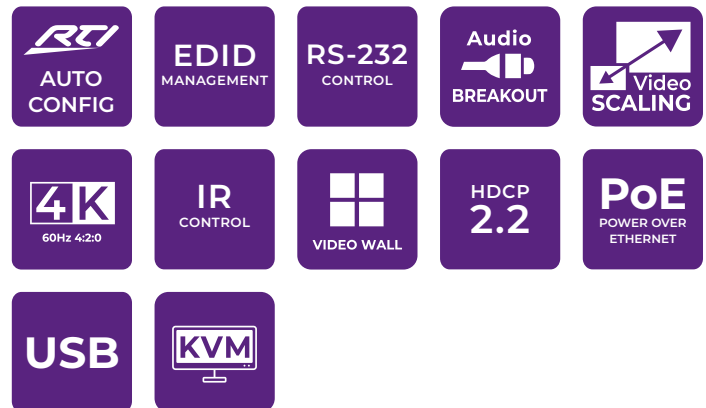 RTI
AUTO
CONFIG
EDID
MANAGEMENT
RS-232
CONTROL
Audio
BREAKOUT
Video
SCALING
4K
60Hz 4:2:0
IR
CONTROL
VIDEO WALL
HDCP
2.2
PoE
POWER OVER
ETHERNET
USB
KVM